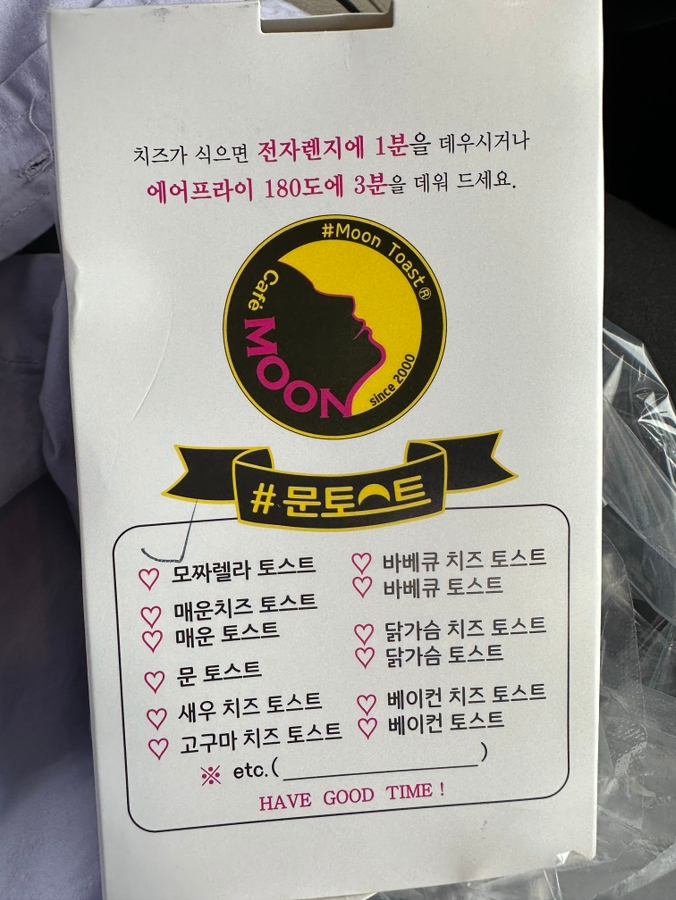 치즈가 식으면 전자렌지에 1분을 데우시거나
에어프라이 180도에 3분을 데워 드세요.
#Moon Toast®
Café
MOON
since 2000
# 문토스트
♡ 모짜렐라 토스트
♡ 매운치즈 토스트
♡ 매운 토스트
♡ 문 토스트
♡ 새우 치즈 토스트
♡ 고구마 치즈 토스트
♡ 바베큐 치즈 토스트
♡ 바베큐 토스트
♡ 닭가슴 치즈 토스트
♡ 닭가슴 토스트
♡ 베이컨 치즈 토스트
♡ 베이컨 토스트
※ etc.(____________________)
HAVE GOOD TIME !